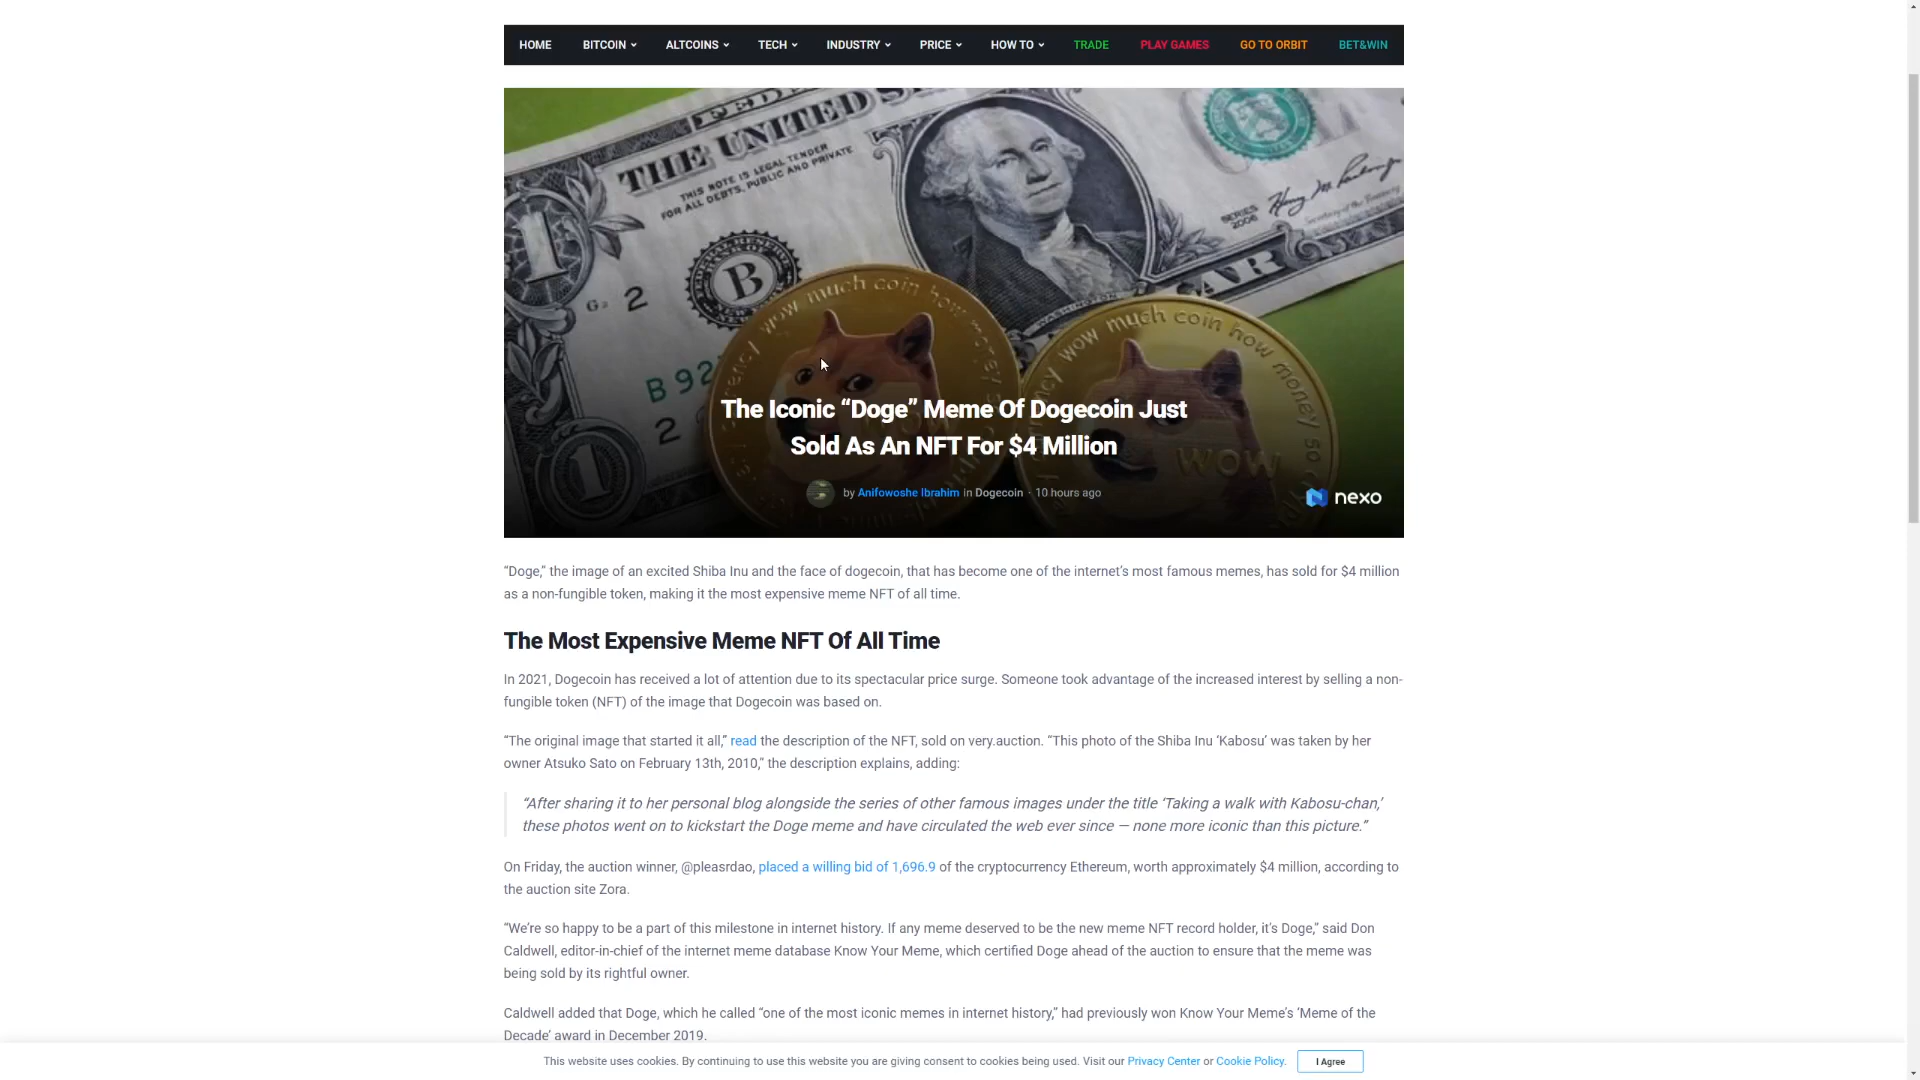 HOME BITCOIN ALTCOINS TECH INDUSTRY PRICE HOW TO TRADE PLAY GAMES GO TO ORBIT BET&WIN
THE UNITED STATES
FEDERAL
THIS NOTE IS LEGAL TENDER
FOR ALL DEBTS, PUBLIC AND PRIVATE
SERIES
2006
B
G2 2
WASHINGTON
B 92
2
wow much coin how money
wow much coin how money so
wow
The Iconic “Doge” Meme Of Dogecoin Just
Sold As An NFT For $4 Million
by Anifowoshe Ibrahim in Dogecoin · 10 hours ago
nexo
“Doge,” the image of an excited Shiba Inu and the face of dogecoin, that has become one of the internet’s most famous memes, has sold for $4 million
as a non-fungible token, making it the most expensive meme NFT of all time.
The Most Expensive Meme NFT Of All Time
In 2021, Dogecoin has received a lot of attention due to its spectacular price surge. Someone took advantage of the increased interest by selling a non-
fungible token (NFT) of the image that Dogecoin was based on.
“The original image that started it all,” read the description of the NFT, sold on very.auction. “This photo of the Shiba Inu ‘Kabosu’ was taken by her
owner Atsuko Sato on February 13th, 2010,” the description explains, adding:
“After sharing it to her personal blog alongside the series of other famous images under the title ‘Taking a walk with Kabosu-chan,’
these photos went on to kickstart the Doge meme and have circulated the web ever since — none more iconic than this picture.”
On Friday, the auction winner, @pleasrdao, placed a willing bid of 1,696.9 of the cryptocurrency Ethereum, worth approximately $4 million, according to
the auction site Zora.
“We’re so happy to be a part of this milestone in internet history. If any meme deserved to be the new meme NFT record holder, it’s Doge,” said Don
Caldwell, editor-in-chief of the internet meme database Know Your Meme, which certified Doge ahead of the auction to ensure that the meme was
being sold by its rightful owner.
Caldwell added that Doge, which he called “one of the most iconic memes in internet history,” had previously won Know Your Meme’s ‘Meme of the
Decade’ award in December 2019.
This website uses cookies. By continuing to use this website you are giving consent to cookies being used. Visit our Privacy Center or Cookie Policy. I Agree